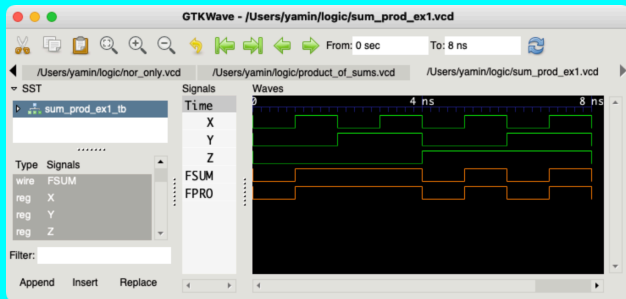 GTKWave - /Users/yamin/logic/sum_prod_ex1.vcd
From: 0 sec To: 8 ns
/Users/yamin/logic/nor_only.vcd /Users/yamin/logic/product_of_sums.vcd /Users/yamin/logic/sum_prod_ex1.vcd
SST
sum_prod_ex1_tb
Type Signals
wire FSUM
reg X
reg Y
reg Z
Filter:
Append Insert Replace
Signals
Time
X
Y
Z
FSUM
FPRO
Waves
0 4 ns 8 ns